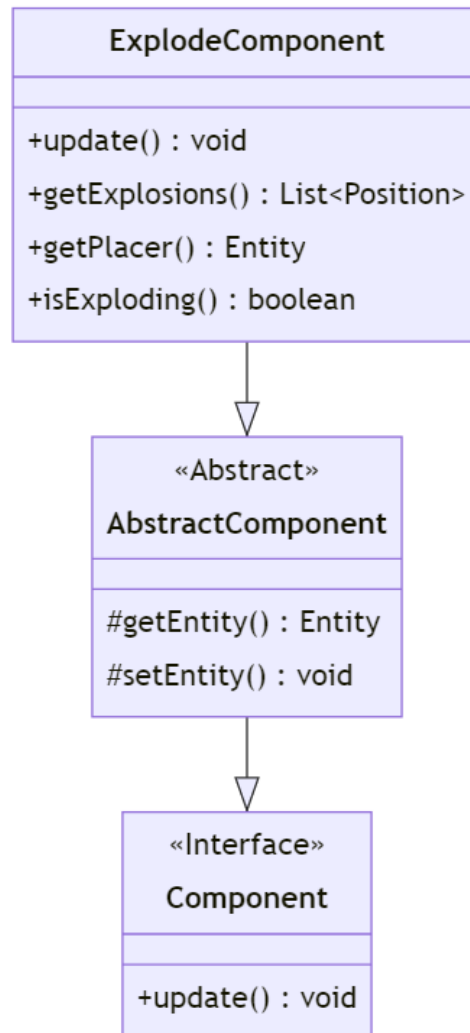 ExplodeComponent
+update() : void
+getExplosions() : List<Position>
+getPlacer() : Entity
+isExploding() : boolean
«Abstract»
AbstractComponent
#getEntity() : Entity
#setEntity() : void
«Interface»
Component
+update() : void